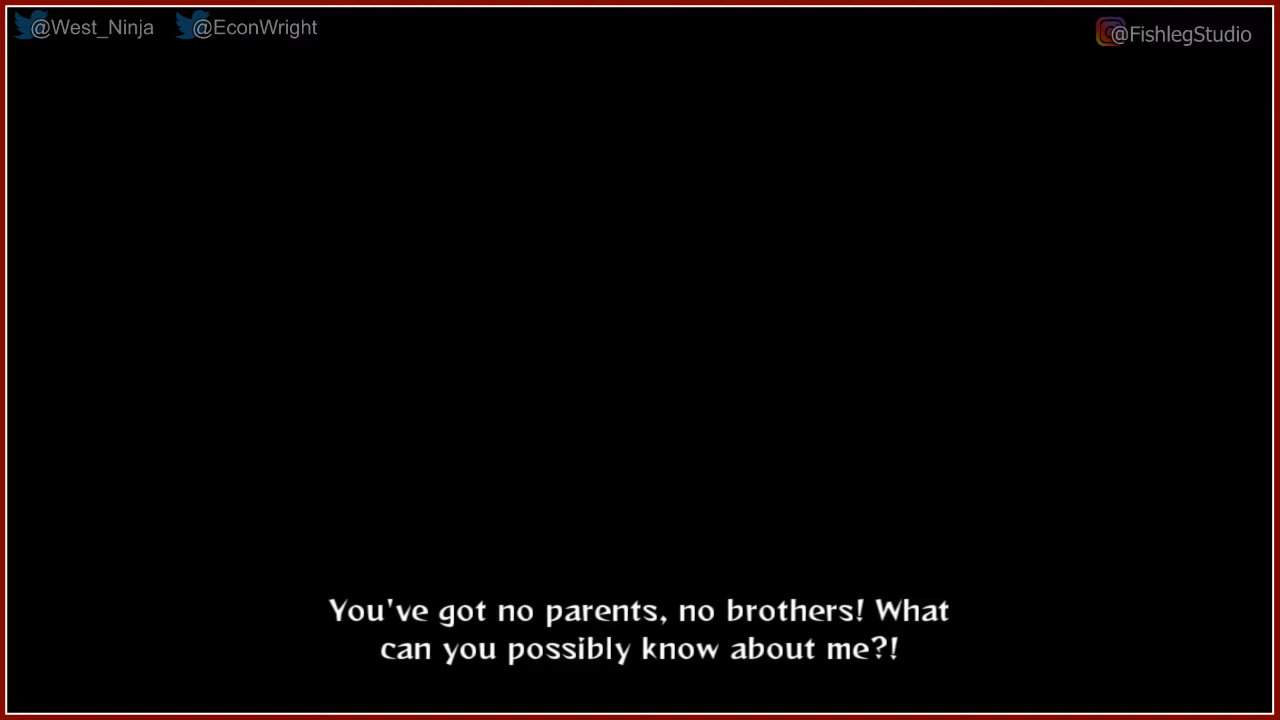 @West_Ninja @EconWright
@FishlegStudio
You've got no parents, no brothers! What
can you possibly know about me?!